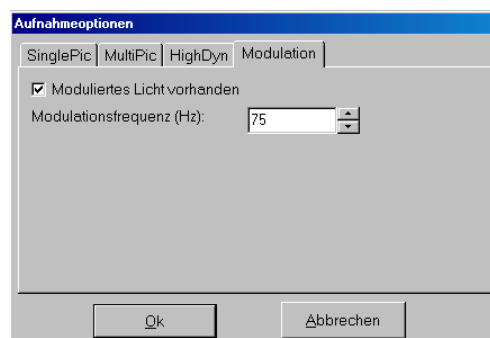 Aufnahmeoptionen
SinglePic MultiPic HighDyn Modulation
Moduliertes Licht vorhanden
Modulationsfrequenz (Hz): 75
Ok Abbrechen